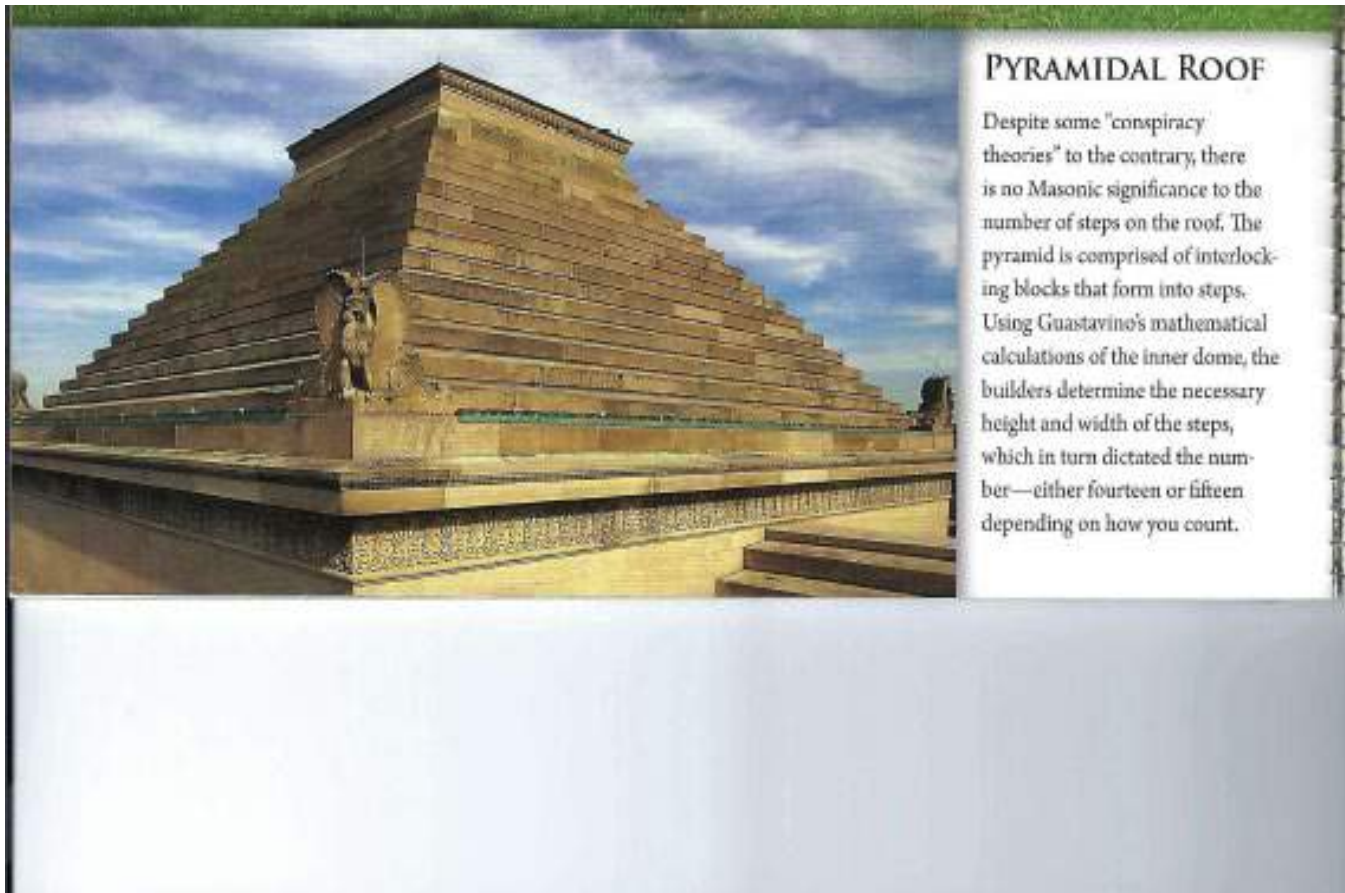 PYRAMIDAL ROOF
Despite some "conspiracy
theories" to the contrary, there
is no Masonic significance to the
number of steps on the roof. The
pyramid is comprised of interlock-
ing blocks that form into steps.
Using Guastavino's mathematical
calculations of the inner dome, the
builders determine the necessary
height and width of the steps,
which in turn dictated the num-
ber—either fourteen or fifteen
depending on how you count.